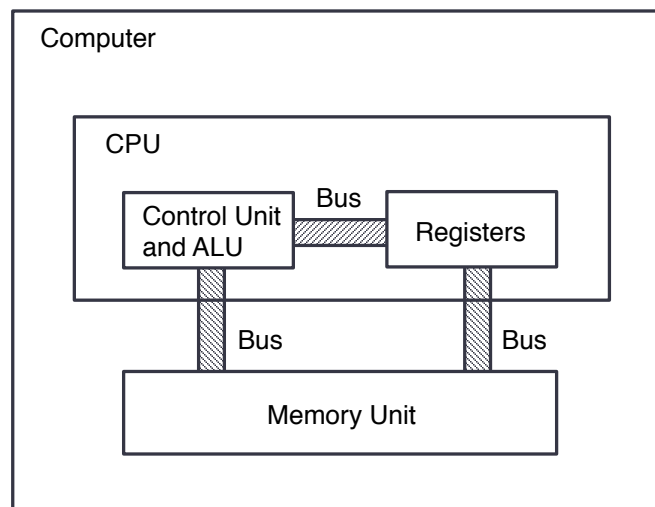 Computer
CPU
Bus
Control Unit
and ALU
Registers
Bus
Bus
Memory Unit